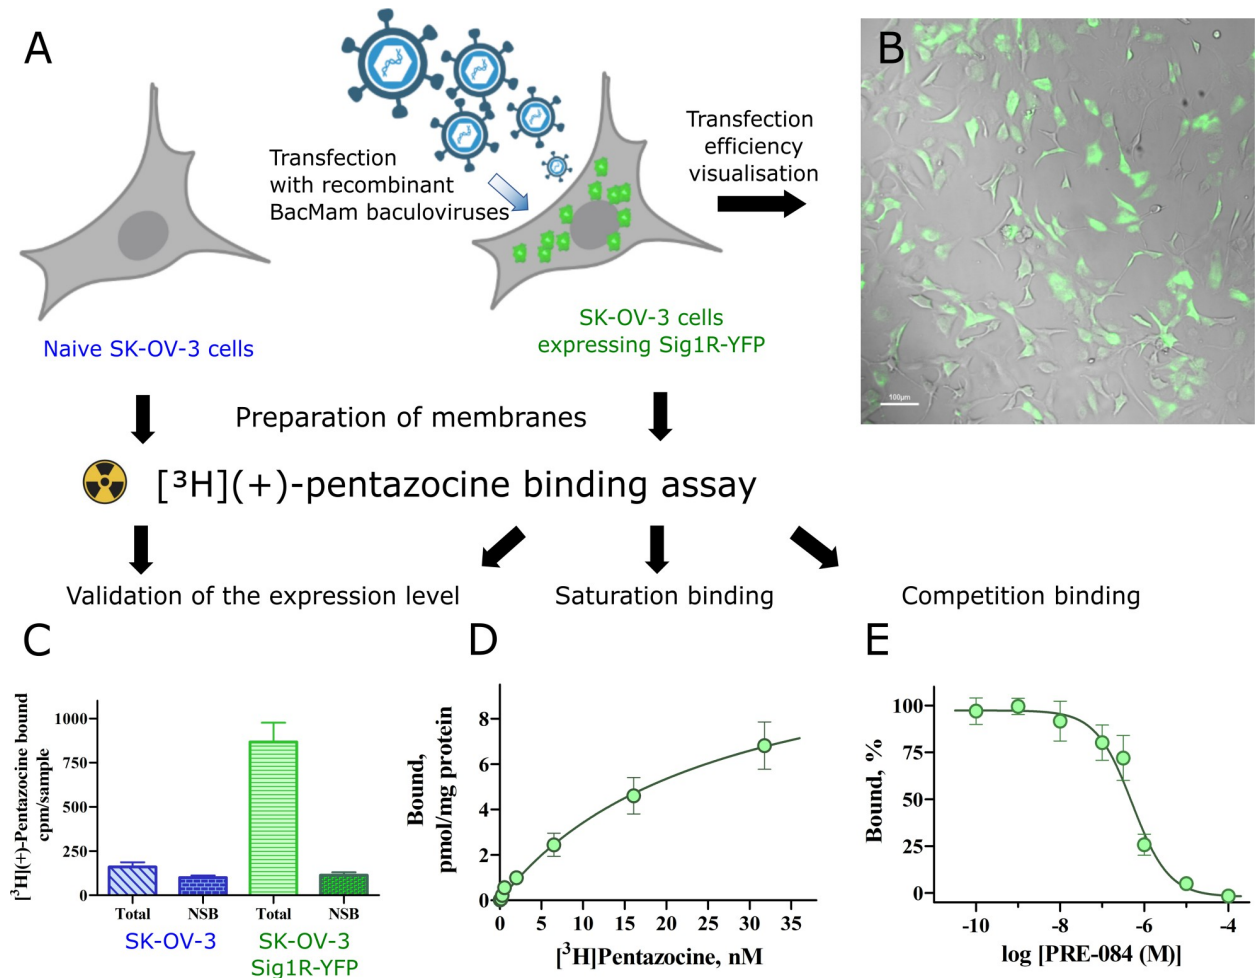 A
Transfection
with recombinant
BacMam baculoviruses
Transfection
efficiency
visualisation
B
100µm
Naive SK-OV-3 cells
SK-OV-3 cells
expressing Sig1R-YFP
Preparation of membranes
[³H](+)-pentazocine binding assay
Validation of the expression level
Saturation binding
Competition binding
C
[³H](+)-Pentazocine bound
cpm/sample
1000
750
500
250
0
Total NSB Total NSB
SK-OV-3
SK-OV-3
Sig1R-YFP
D
Bound,
pmol/mg protein
8
6
4
2
0
0 5 10 15 20 25 30 35
[³H]Pentazocine, nM
E
Bound, %
100
75
50
25
0
-10 -8 -6 -4
log [PRE-084 (M)]